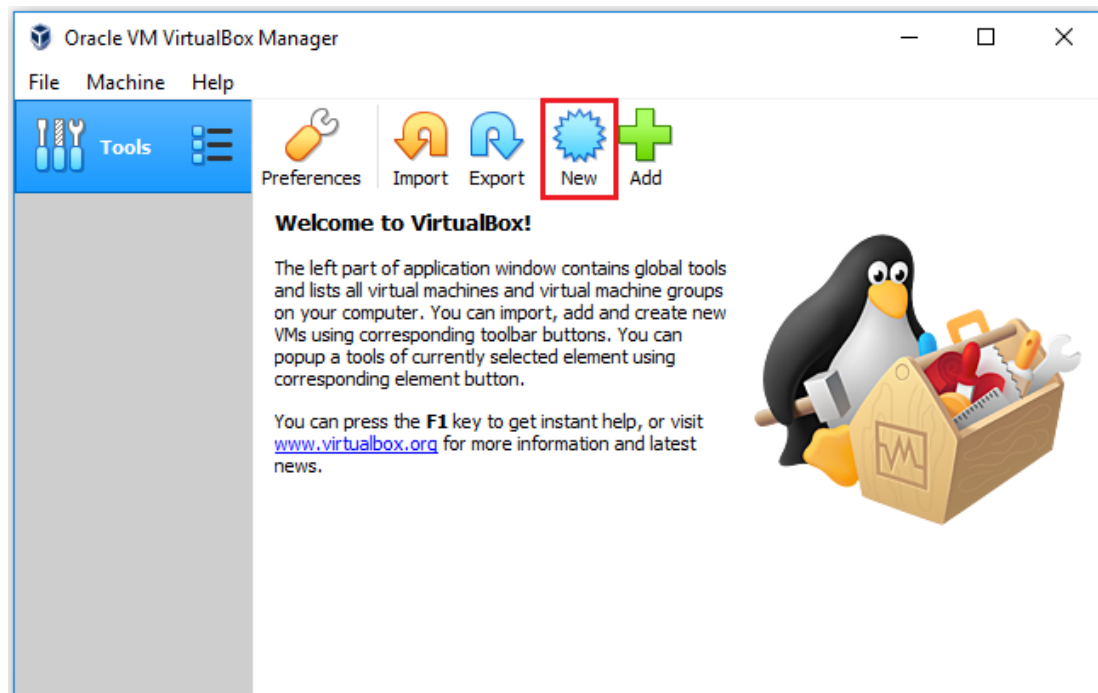 Oracle VM VirtualBox Manager
File Machine Help
Tools
Preferences Import Export New Add
Welcome to VirtualBox!
The left part of application window contains global tools
and lists all virtual machines and virtual machine groups
on your computer. You can import, add and create new
VMs using corresponding toolbar buttons. You can
popup a tools of currently selected element using
corresponding element button.
You can press the F1 key to get instant help, or visit
www.virtualbox.org for more information and latest
news.